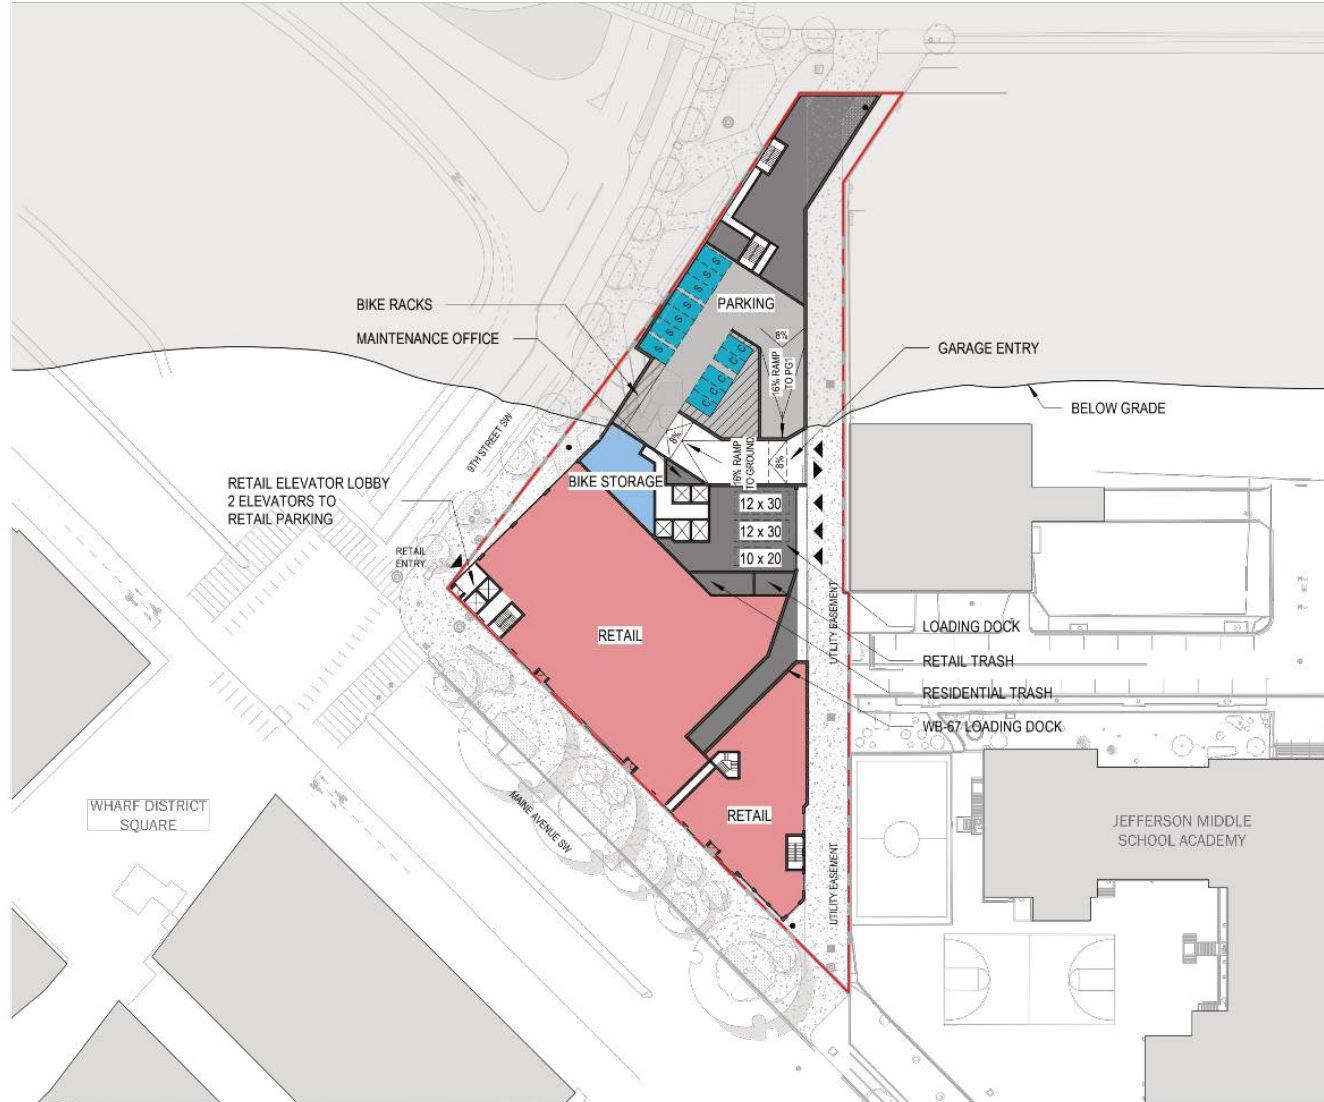 BIKE RACKS
MAINTENANCE OFFICE
PARKING
S
S
S
S
S
S
S
S
C
C
C
C
C
8%
16% RAMP
TO PG1
GARAGE ENTRY
BELOW GRADE
9TH STREET SW
8%
16% RAMP
TO GROUND
8%
BIKE STORAGE
RETAIL ELEVATOR LOBBY
2 ELEVATORS TO
RETAIL PARKING
RETAIL
ENTRY
12 x 30
12 x 30
10 x 20
RETAIL
UTILITY EASEMENT
LOADING DOCK
RETAIL TRASH
RESIDENTIAL TRASH
WB-67 LOADING DOCK
WHARF DISTRICT
SQUARE
MAINE AVENUE SW
RETAIL
UTILITY EASEMENT
JEFFERSON MIDDLE
SCHOOL ACADEMY